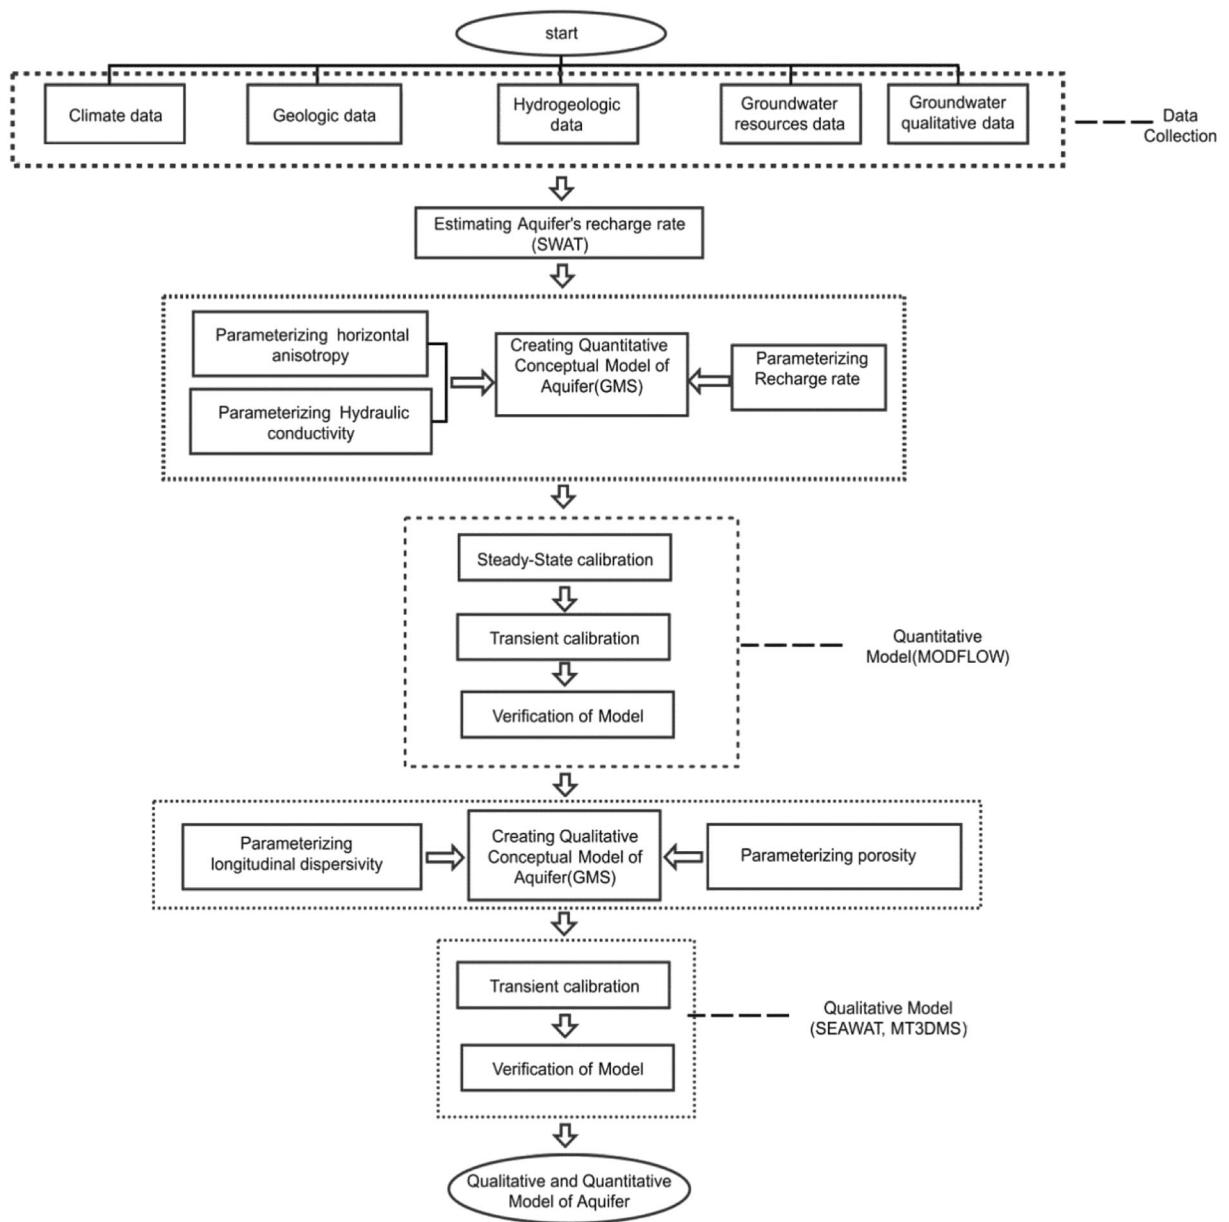 start
Climate data
Geologic data
Hydrogeologic
data
Groundwater
resources data
Groundwater
qualitative data
Data
Collection
Estimating Aquifer's recharge rate
(SWAT)
Parameterizing horizontal
anisotropy
Parameterizing Hydraulic
conductivity
Creating Quantitative
Conceptual Model of
Aquifer(GMS)
Parameterizing
Recharge rate
Steady-State calibration
Transient calibration
Verification of Model
Quantitative
Model(MODFLOW)
Parameterizing
longitudinal dispersivity
Creating Qualitative
Conceptual Model of
Aquifer(GMS)
Parameterizing porosity
Transient calibration
Verification of Model
Qualitative Model
(SEAWAT, MT3DMS)
Qualitative and Quantitative
Model of Aquifer